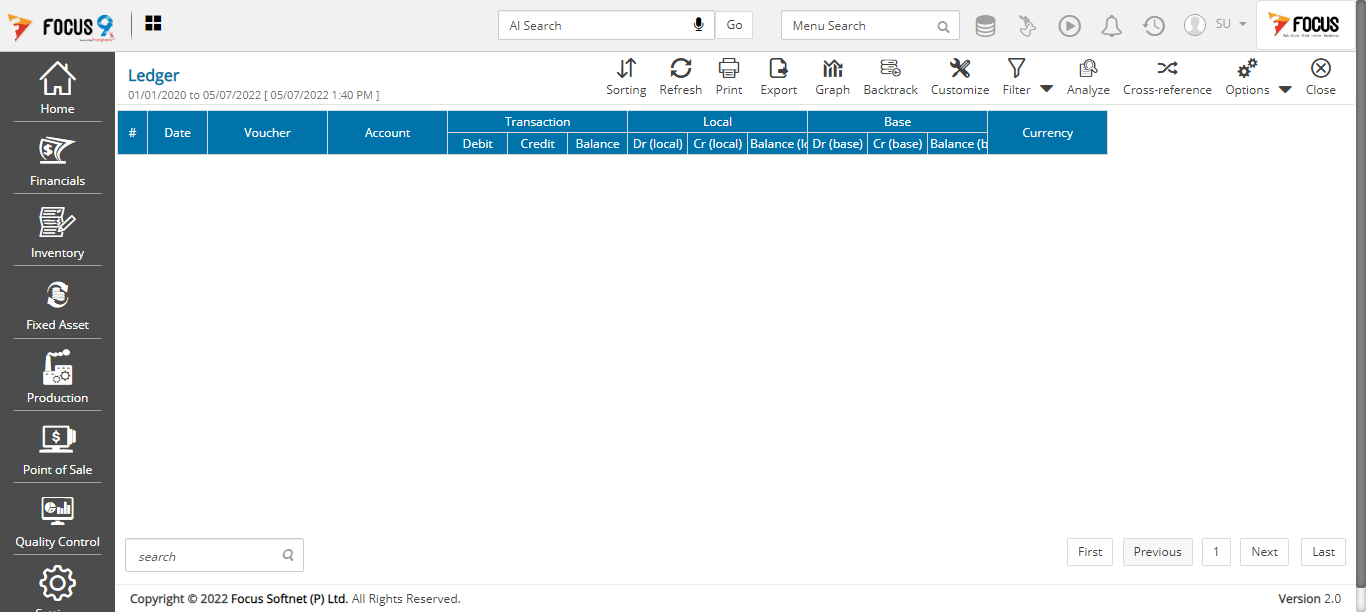 FOCUS 9 AI Search Go Menu Search SU FOCUS
Home
Financials
Inventory
Fixed Asset
Production
Point of Sale
Quality Control
Ledger
01/01/2020 to 05/07/2022 [ 05/07/2022 1:40 PM ]
Sorting Refresh Print Export Graph Backtrack Customize Filter Analyze Cross-reference Options Close
# Date Voucher Account Transaction Local Base Currency
Debit Credit Balance Dr (local) Cr (local) Balance (lo Dr (base) Cr (base) Balance (b
search First Previous 1 Next Last
Copyright © 2022 Focus Softnet (P) Ltd. All Rights Reserved. Version 2.0